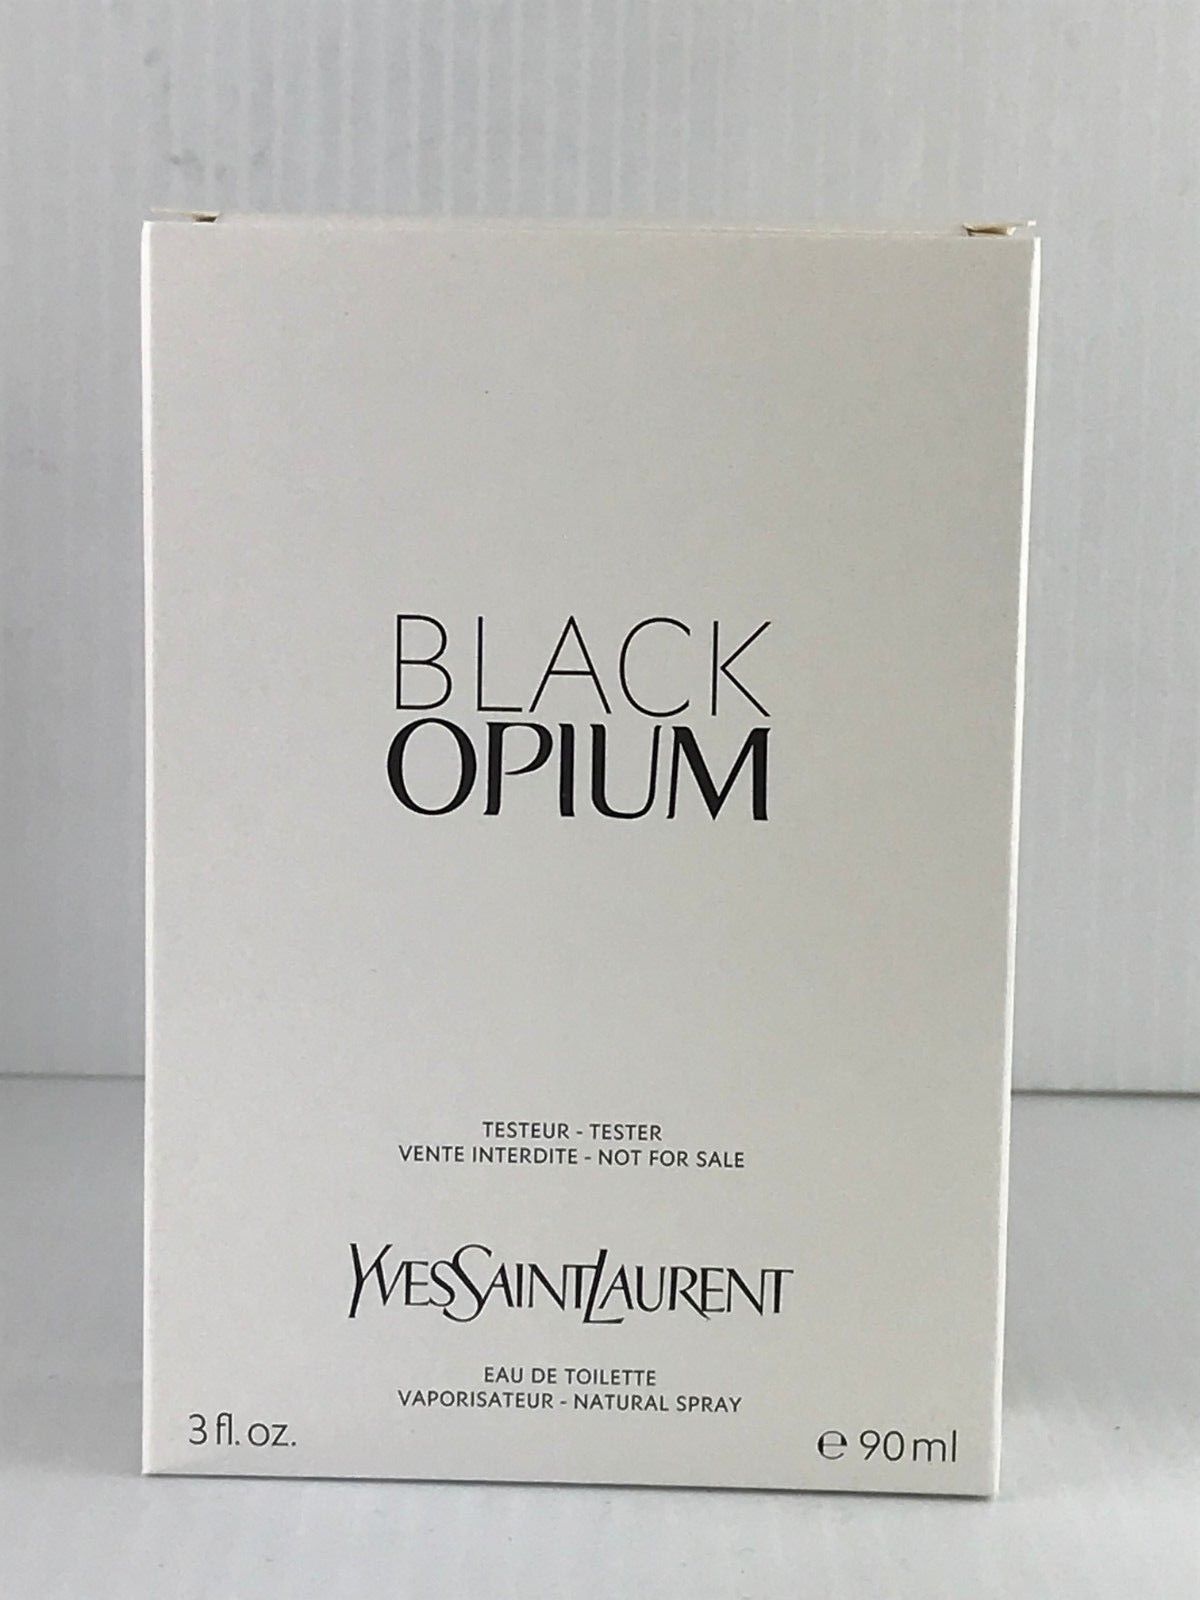 BLACK
OPIUM
TESTEUR - TESTER
VENTE INTERDITE - NOT FOR SALE
YVESSAINTLAURENT
EAU DE TOILETTE
VAPORISATEUR - NATURAL SPRAY
3 fl. oz.
℮ 90 ml